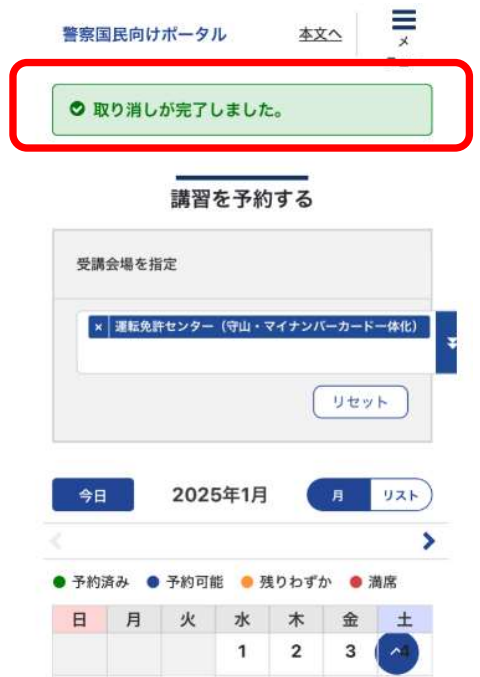 警察国民向けポータル 本文へ メ
取り消しが完了しました。
講習を予約する
受講会場を指定
× 運転免許センター（守山・マイナンバーカード一体化）
リセット
今日 2025年1月 月 リスト
予約済み 予約可能 残りわずか 満席
日 月 火 水 木 金 土
1 2 3 4